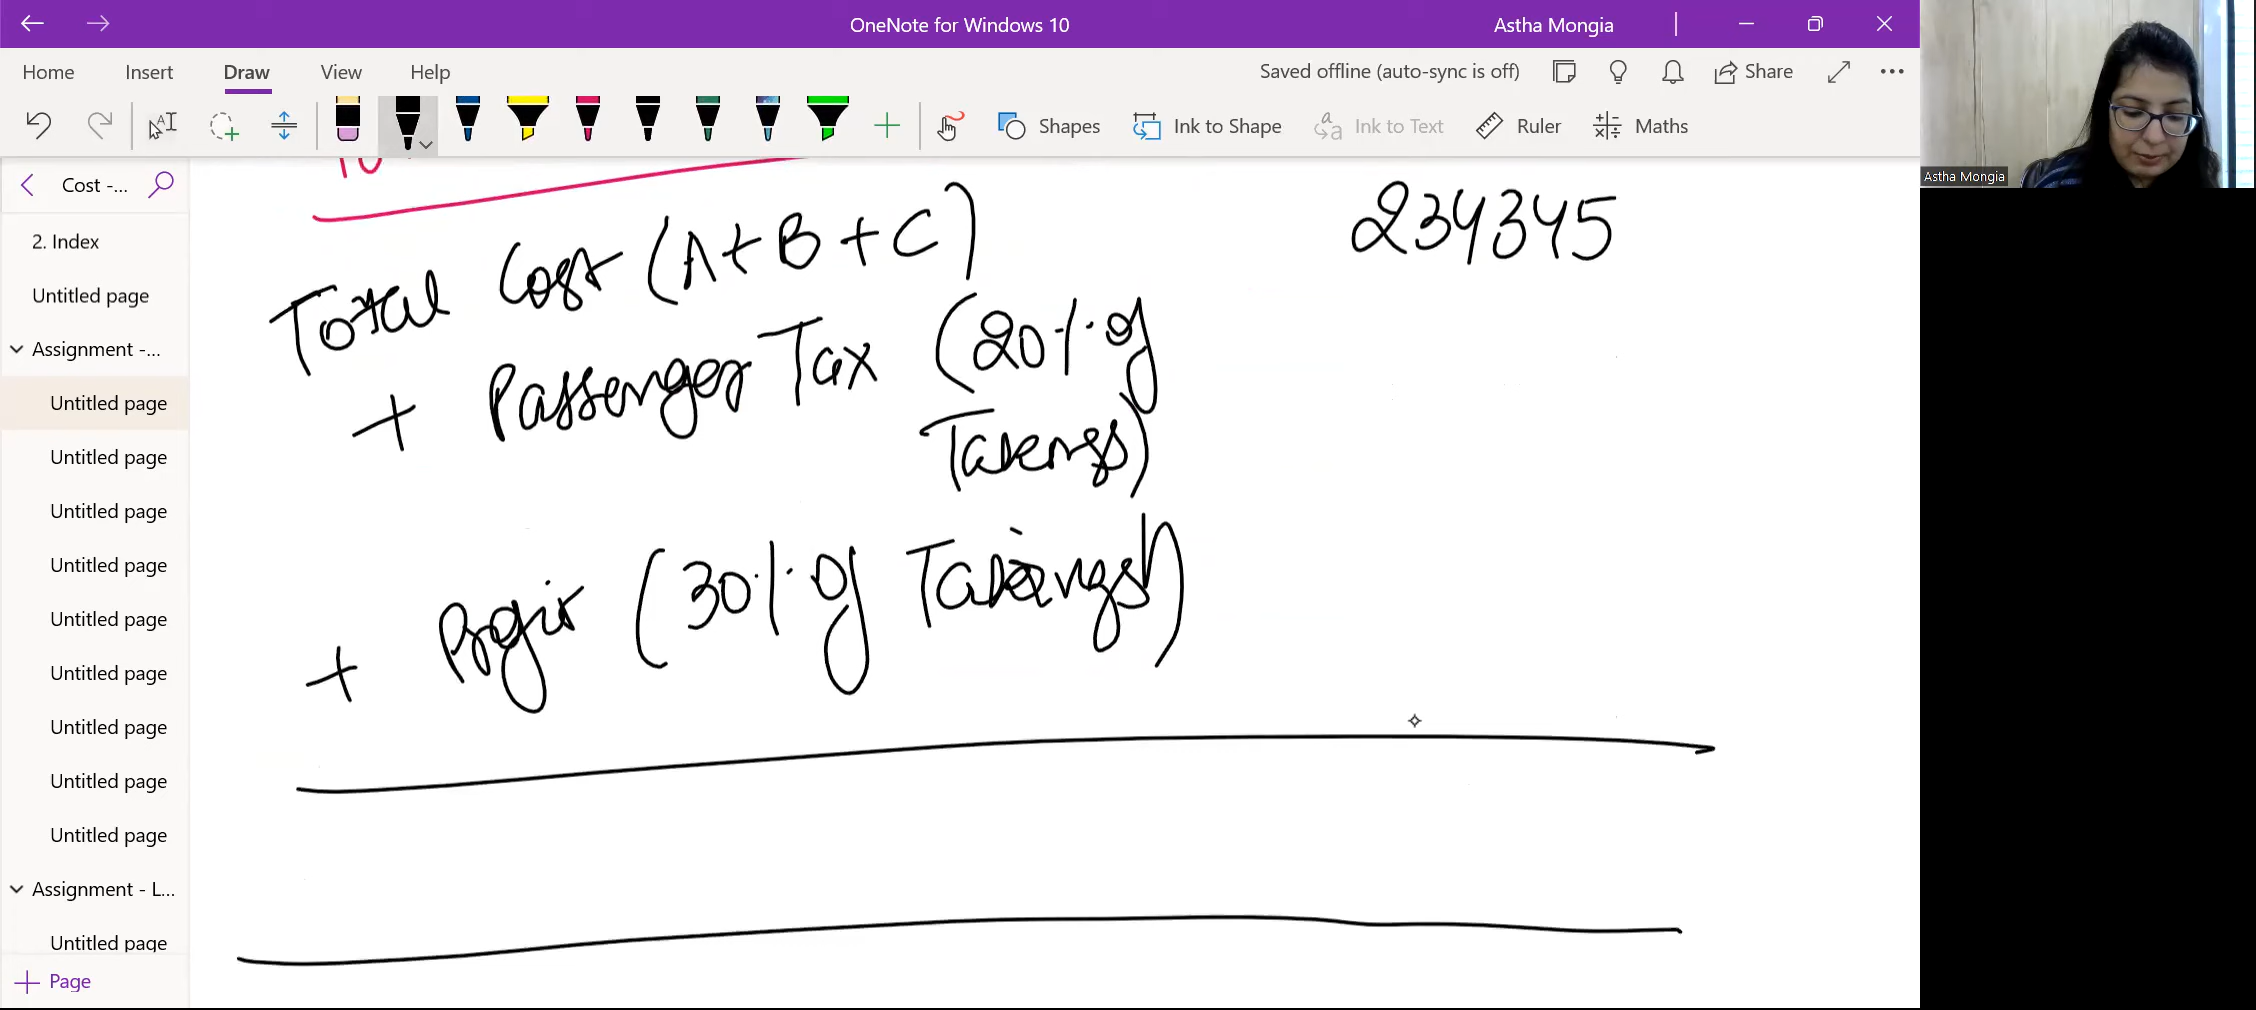 OneNote for Windows 10
Astha Mongia
Home Insert Draw View Help
Saved offline (auto-sync is off)
Share
Shapes Ink to Shape Ink to Text Ruler Maths
Cost -...
2. Index
Untitled page
Assignment -...
Untitled page
Untitled page
Untitled page
Untitled page
Untitled page
Untitled page
Untitled page
Untitled page
Untitled page
Assignment - L...
Untitled page
+ Page
10
Total Cost (A+B+C) 234345
+ Passenger Tax (20% of
Takings)
+ Profit (30% of Takings)
Astha Mongia